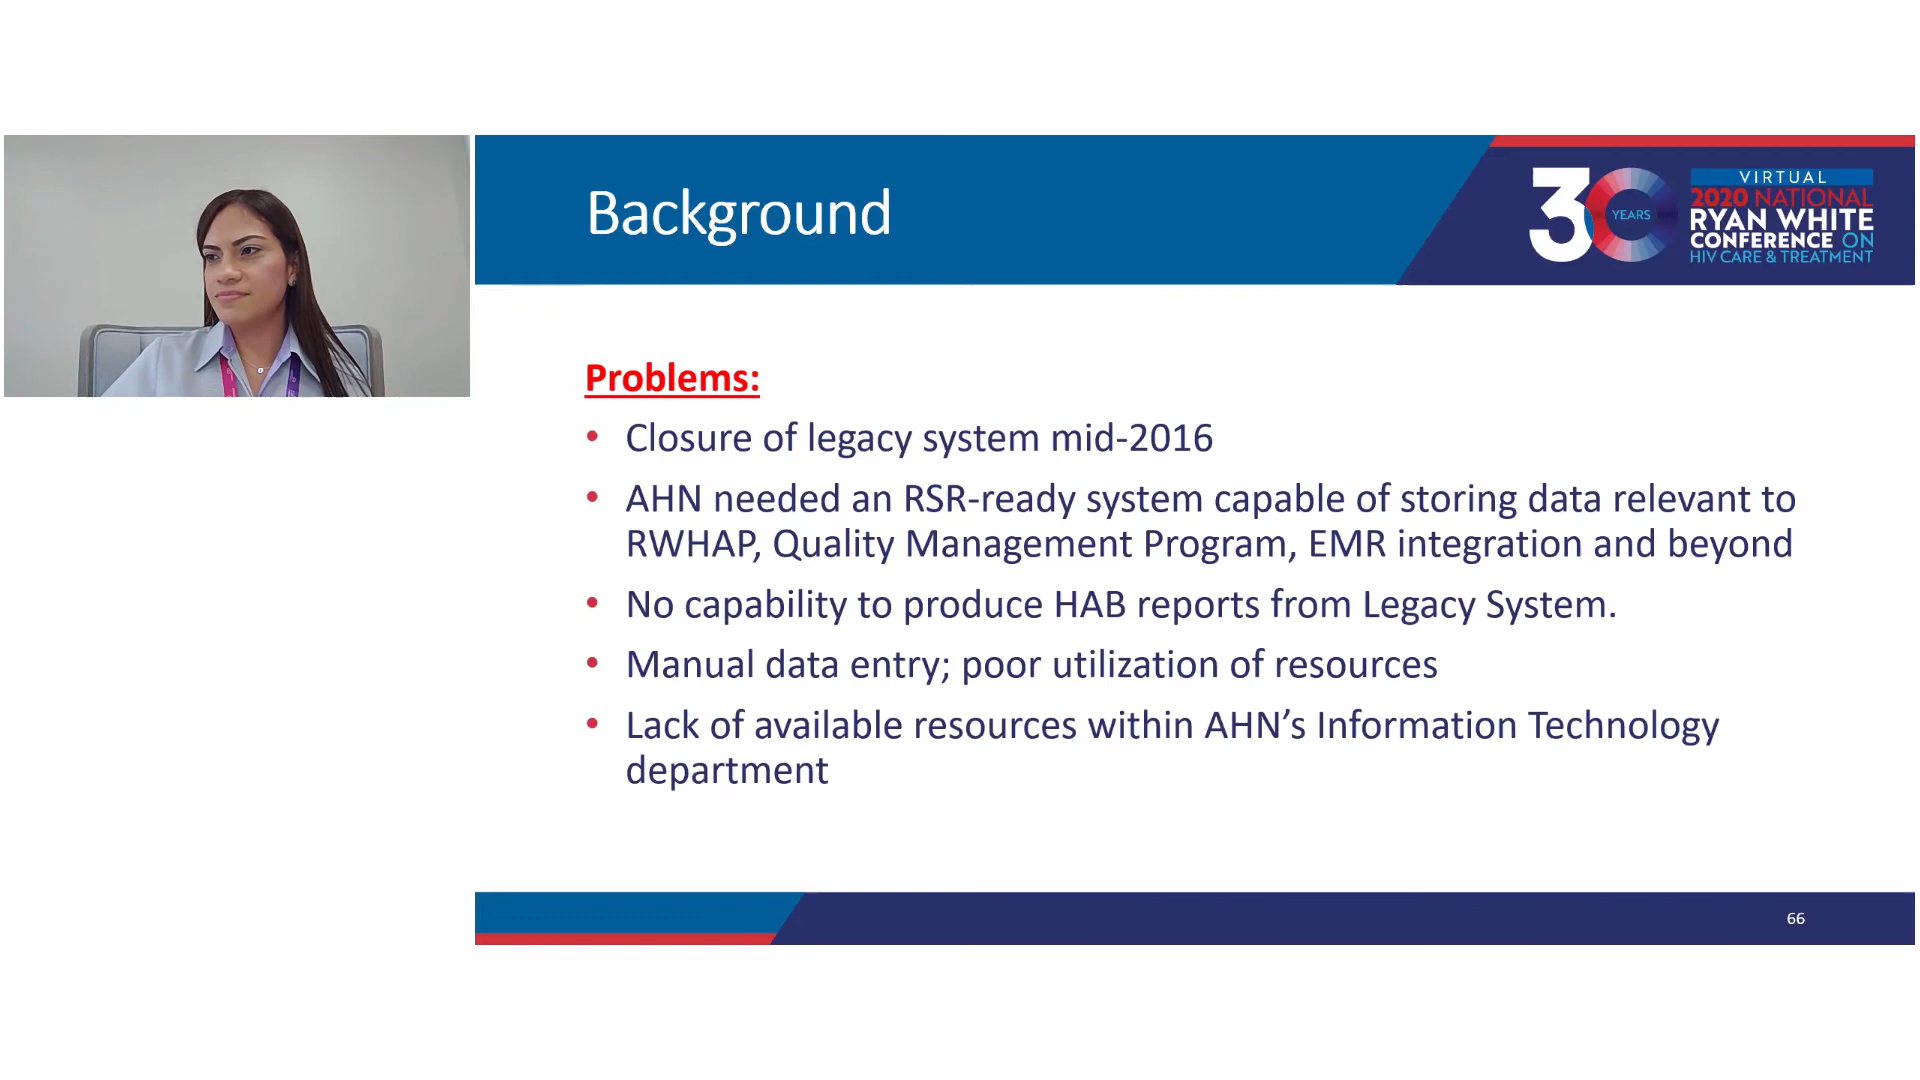 Background
30
YEARS
VIRTUAL
2020 NATIONAL
RYAN WHITE
CONFERENCE ON
HIV CARE & TREATMENT
Problems:
• Closure of legacy system mid-2016
• AHN needed an RSR-ready system capable of storing data relevant to
RWHAP, Quality Management Program, EMR integration and beyond
• No capability to produce HAB reports from Legacy System.
• Manual data entry; poor utilization of resources
• Lack of available resources within AHN’s Information Technology
department
66